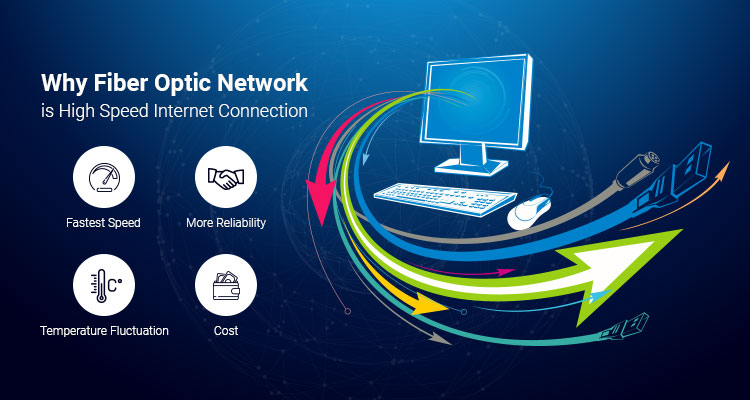 Why Fiber Optic Network
is High Speed Internet Connection
Fastest Speed
More Reliability
C°
Temperature Fluctuation
Cost